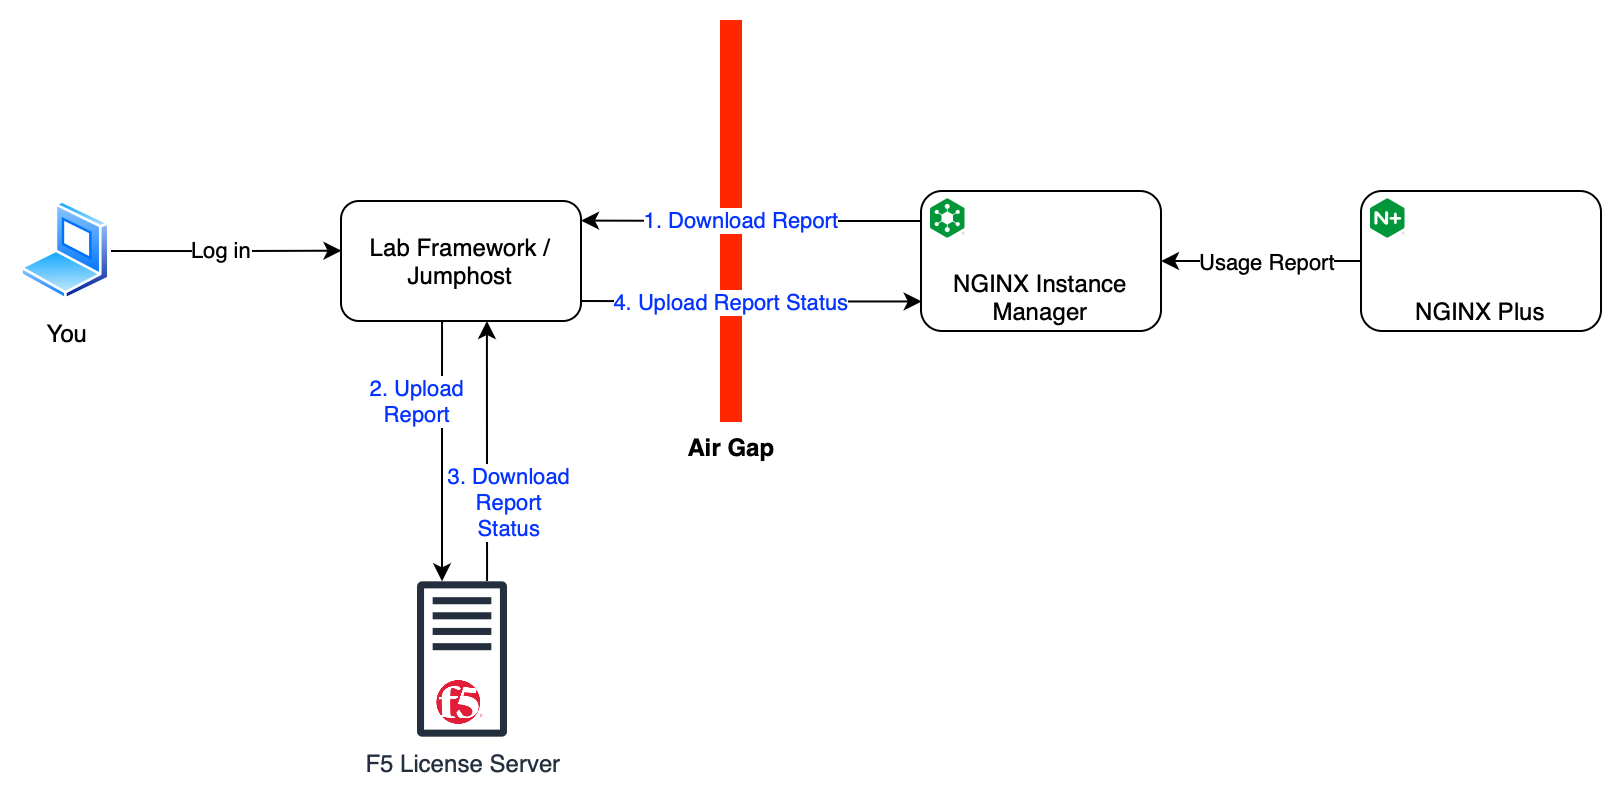 Log in
You
Lab Framework /
Jumphost
1. Download Report
4. Upload Report Status
Air Gap
NGINX Instance
Manager
Usage Report
N+
NGINX Plus
2. Upload
Report
3. Download
Report
Status
f5
F5 License Server